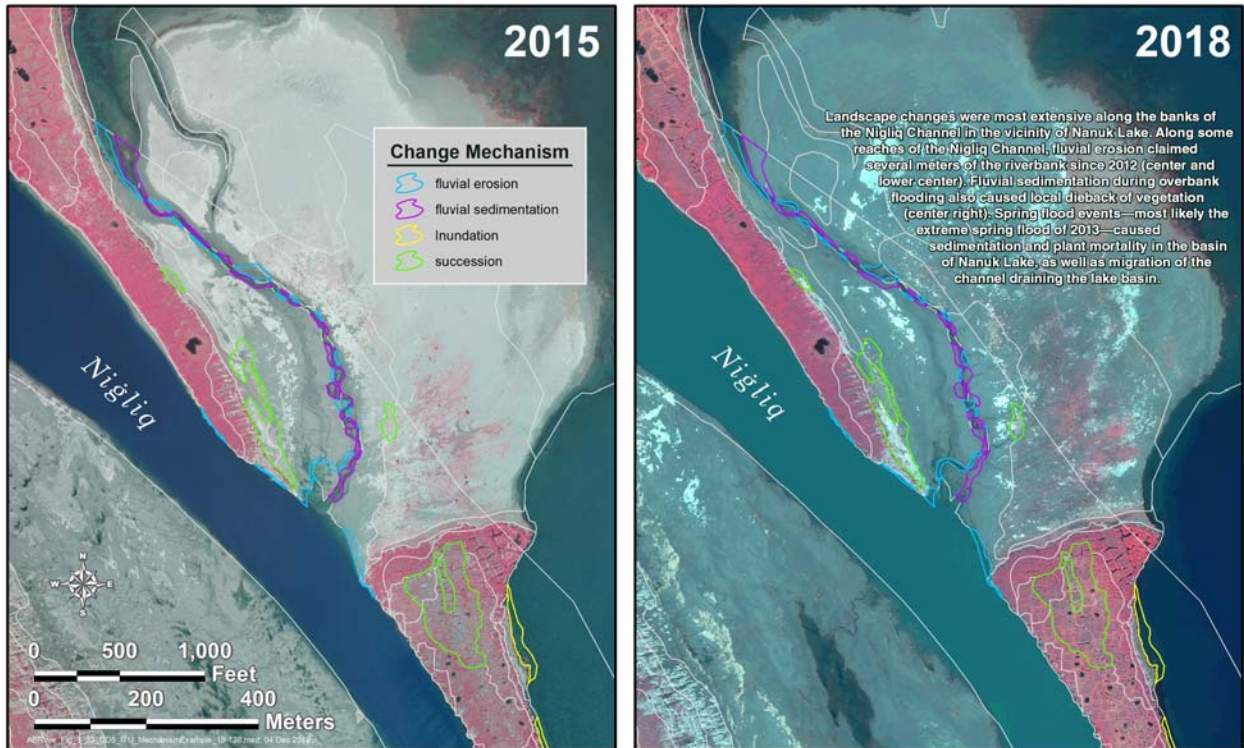 2015
Change Mechanism
fluvial erosion
fluvial sedimentation
Inundation
succession
Niġliq
N
W E
S
0 500 1,000
Feet
0 200 400
Meters
2018
Landscape changes were most extensive along the banks of
the Nigliq Channel in the vicinity of Nanuk Lake. Along some
reaches of the Nigliq Channel, fluvial erosion claimed
several meters of the riverbank since 2012 (center and
lower center). Fluvial sedimentation during overbank
flooding also caused local dieback of vegetation
(center right). Spring flood events—most likely the
extreme spring flood of 2013—caused
sedimentation and plant mortality in the basin
of Nanuk Lake, as well as migration of the
channel draining the lake basin.
Niġliq